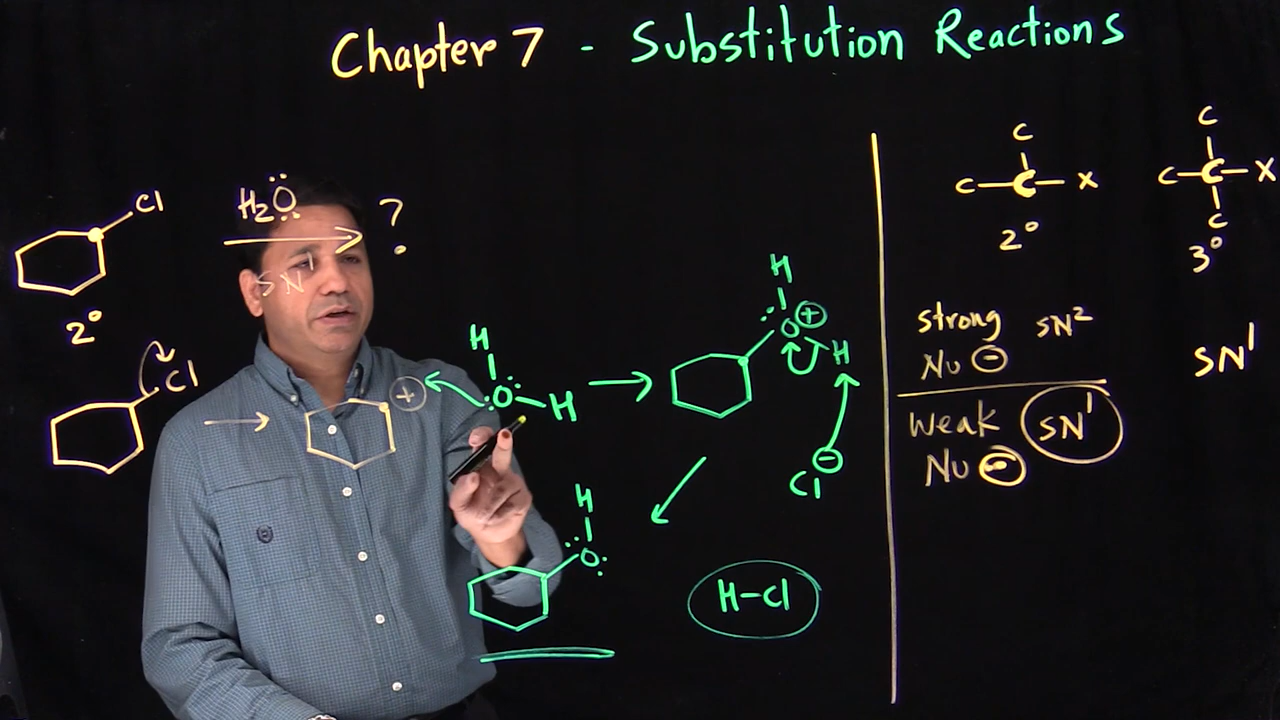 Chapter 7 - Substitution Reactions
Cl
2°
H₂O
SN¹
?
Cl
+
H
O
H
H
O ⊕
H
Cl ⊖
H
O
H-Cl
C
C-C-X
2°
C
C-C-X
C
3°
strong SN²
Nu ⊖
SN¹
Weak SN¹
Nu ⊖